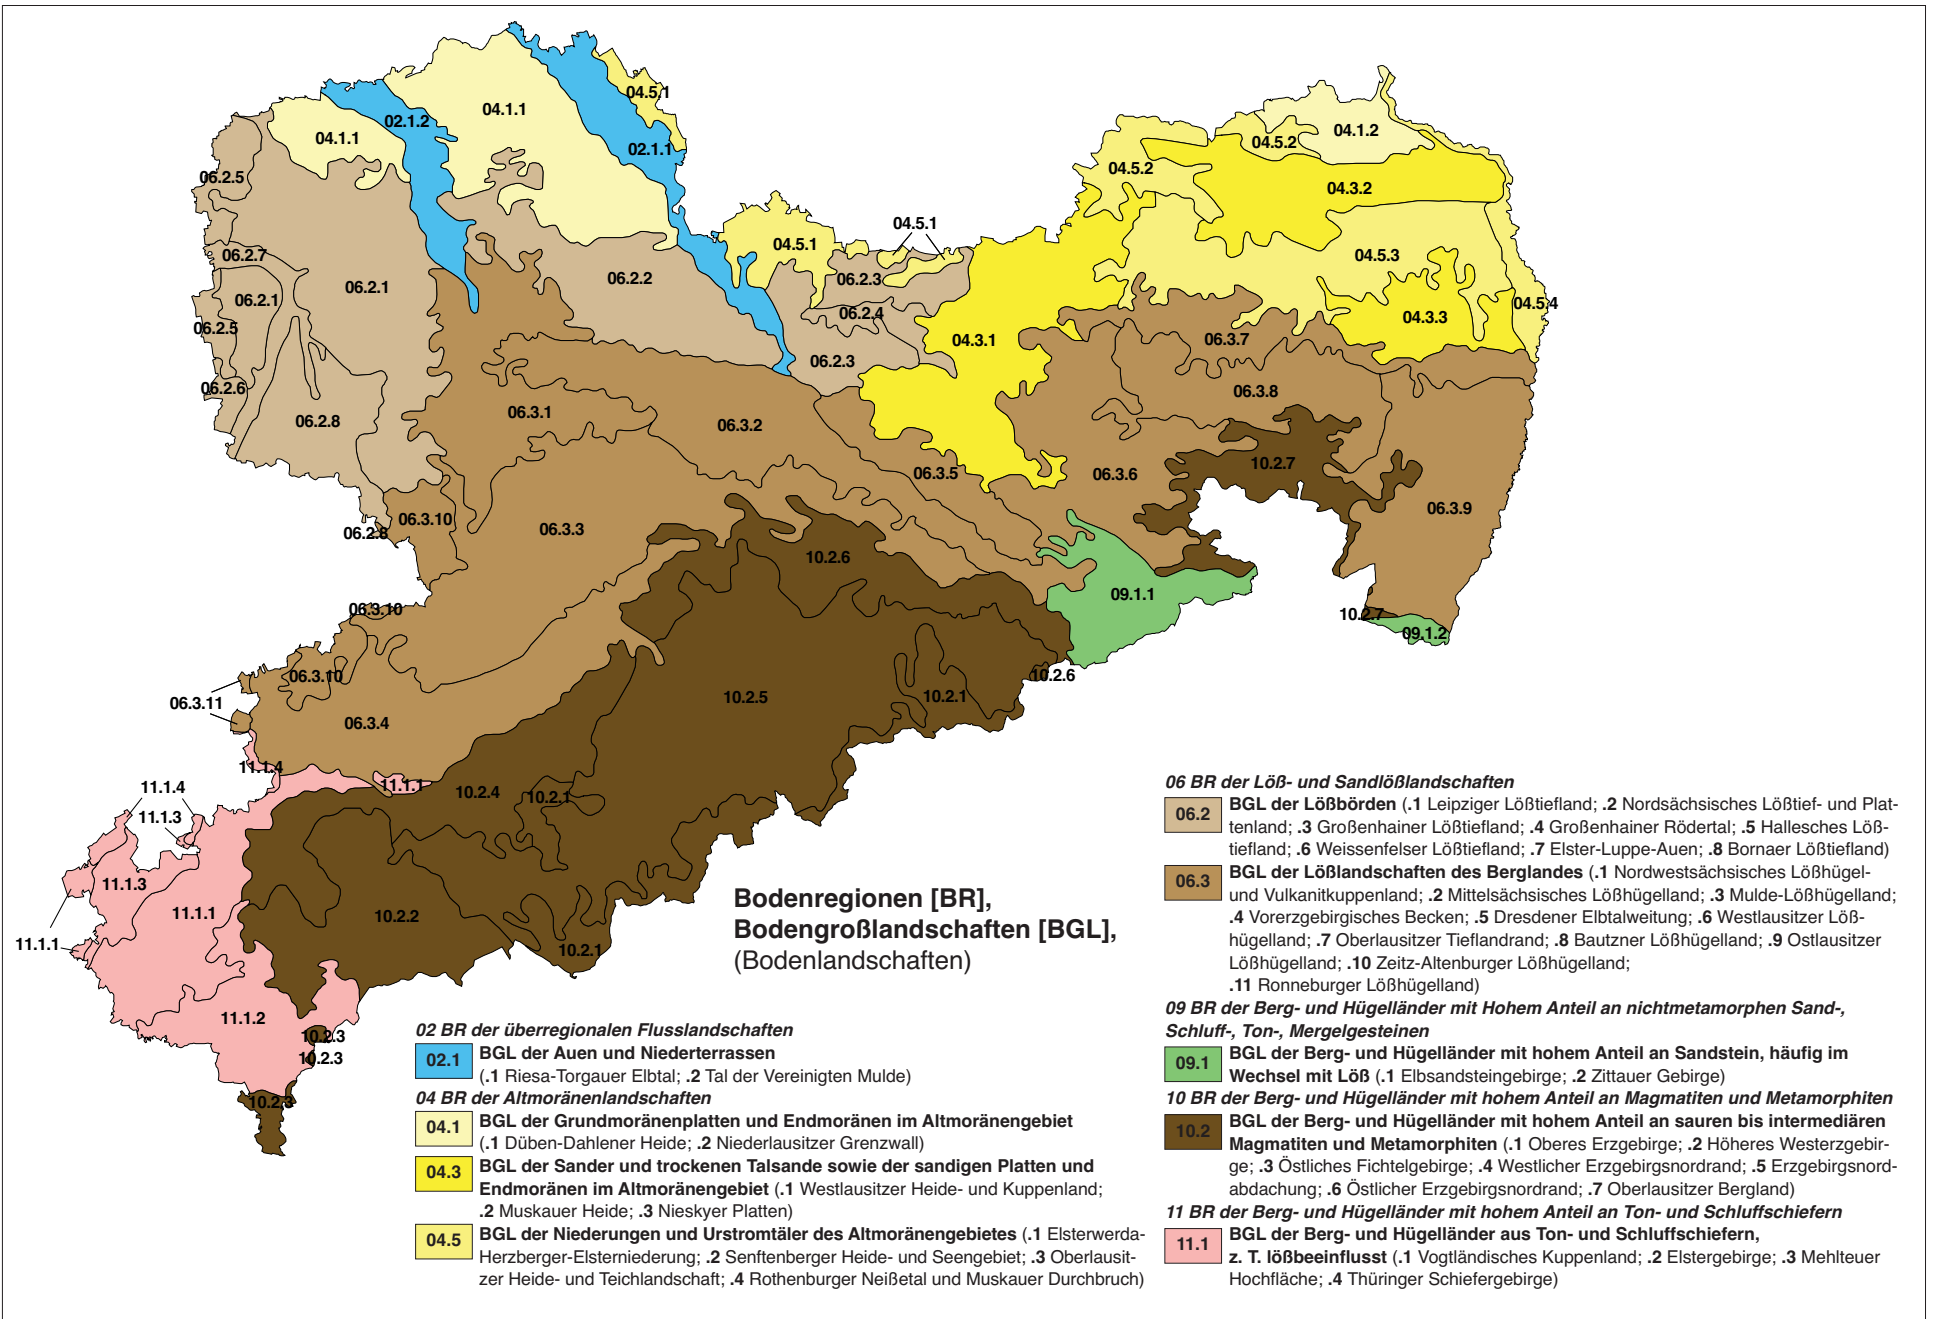 04.5.1
04.1.1
02.1.2
04.1.1
02.1.1
04.1.2
04.5.2
04.5.2
06.2.5
04.3.2
04.5.1
04.5.1
06.2.7
04.5.3
06.2.2
06.2.3
06.2.1
06.2.1
04.5.4
06.2.4
04.3.3
06.2.5
04.3.1
06.3.7
06.2.3
06.2.6
06.3.8
06.3.1
06.2.8
06.3.2
06.3.5
06.3.6
10.2.7
06.3.9
06.3.10
06.2.8
06.3.3
10.2.6
09.1.1
06.3.10
10.2.7
09.1.2
06.3.10
10.2.6
06.3.11
10.2.5
10.2.1
06.3.4
11.1.4
11.1.1
11.1.4
10.2.4
10.2.1
11.1.3
11.1.3
11.1.1
10.2.2
11.1.1
10.2.1
11.1.2
10.2.3
10.2.3
10.2.3
Bodenregionen [BR],
Bodengroßlandschaften [BGL],
(Bodenlandschaften)
02 BR der überregionalen Flusslandschaften
02.1 BGL der Auen und Niederterrassen
(.1 Riesa-Torgauer Elbtal; .2 Tal der Vereinigten Mulde)
04 BR der Altmoränenlandschaften
04.1 BGL der Grundmoränenplatten und Endmoränen im Altmoränengebiet
(.1 Düben-Dahlener Heide; .2 Niederlausitzer Grenzwall)
04.3 BGL der Sander und trockenen Talsande sowie der sandigen Platten und
Endmoränen im Altmoränengebiet (.1 Westlausitzer Heide- und Kuppenland;
.2 Muskauer Heide; .3 Nieskyer Platten)
04.5 BGL der Niederungen und Urstromtäler des Altmoränengebietes (.1 Elsterwerda-
Herzberger-Elsterniederung; .2 Senftenberger Heide- und Seengebiet; .3 Oberlausit-
zer Heide- und Teichlandschaft; .4 Rothenburger Neißetal und Muskauer Durchbruch)
06 BR der Löß- und Sandlößlandschaften
06.2 BGL der Lößbörden (.1 Leipziger Lößtiefland; .2 Nordsächsisches Lößtief- und Plat-
tenland; .3 Großenhainer Lößtiefland; .4 Großenhainer Rödertal; .5 Hallesches Löß-
tiefland; .6 Weissenfelser Lößtiefland; .7 Elster-Luppe-Auen; .8 Bornaer Lößtiefland)
06.3 BGL der Lößlandschaften des Berglandes (.1 Nordwestsächsisches Lößhügel-
und Vulkanitkuppenland; .2 Mittelsächsisches Lößhügelland; .3 Mulde-Lößhügelland;
.4 Vorerzgebirgisches Becken; .5 Dresdener Elbtalweitung; .6 Westlausitzer Löß-
hügelland; .7 Oberlausitzer Tieflandrand; .8 Bautzner Lößhügelland; .9 Ostlausitzer
Lößhügelland; .10 Zeitz-Altenburger Lößhügelland;
.11 Ronneburger Lößhügelland)
09 BR der Berg- und Hügelländer mit Hohem Anteil an nichtmetamorphen Sand-,
Schluff-, Ton-, Mergelgesteinen
09.1 BGL der Berg- und Hügelländer mit hohem Anteil an Sandstein, häufig im
Wechsel mit Löß (.1 Elbsandsteingebirge; .2 Zittauer Gebirge)
10 BR der Berg- und Hügelländer mit hohem Anteil an Magmatiten und Metamorphiten
10.2 BGL der Berg- und Hügelländer mit hohem Anteil an sauren bis intermediären
Magmatiten und Metamorphiten (.1 Oberes Erzgebirge; .2 Höheres Westerzgebir-
ge; .3 Östliches Fichtelgebirge; .4 Westlicher Erzgebirgsnordrand; .5 Erzgebirgsnord-
abdachung; .6 Östlicher Erzgebirgsnordrand; .7 Oberlausitzer Bergland)
11 BR der Berg- und Hügelländer mit hohem Anteil an Ton- und Schluffschiefern
11.1 BGL der Berg- und Hügelländer aus Ton- und Schluffschiefern,
z. T. lößbeeinflusst (.1 Vogtländisches Kuppenland; .2 Elstergebirge; .3 Mehlteuer
Hochfläche; .4 Thüringer Schiefergebirge)